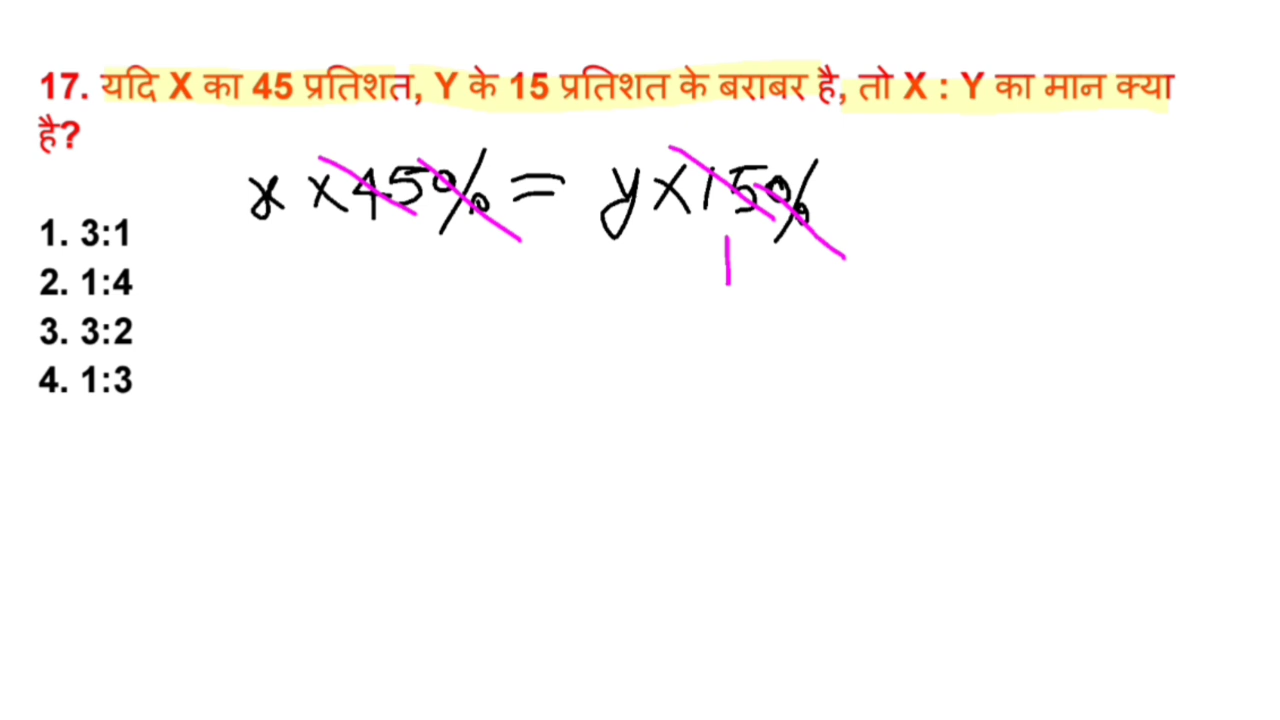 17. यदि X का 45 प्रतिशत, Y के 15 प्रतिशत के बराबर है, तो X : Y का मान क्या
है?
x × 45% = y × 15%
1
1. 3:1
2. 1:4
3. 3:2
4. 1:3